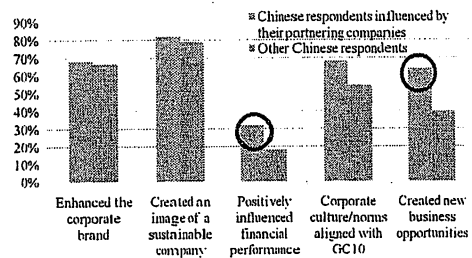 Chinese respondents influenced by
their partnering companies
Other Chinese respondents
90%
80%
70%
60%
50%
40%
30%
20%
10%
0%
Enhanced the
corporate
brand
Created an
image of a
sustainable
company
Positively
influenced
financial
performance
Corporate
culture/norms
aligned with
GC10
Created new
business
opportunities